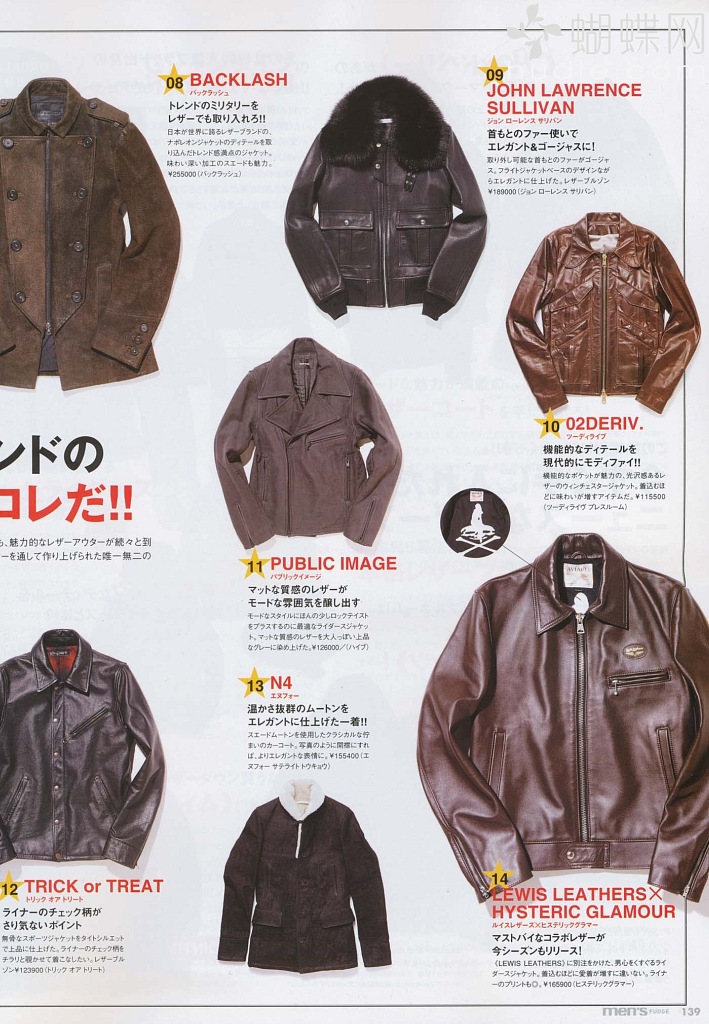 蝴蝶网
08 BACKLASH
バックラッシュ
トレンドのミリタリーを
レザーでも取り入れろ!!
日本が世界に誇るレザーブランドの、
ナポレオンジャケットのディテールを取
り込んだトレンド感満点のジャケット。
味わい深い加工のスエードも魅力。
¥255000(バックラッシュ)
09
JOHN LAWRENCE
SULLIVAN
ジョン ローレンス サリバン
首もとのファー使いで
エレガント&ゴージャスに!
取り外し可能な首もとのファーがゴージャ
ス。フライトジャケットベースのデザインなが
らエレガントに仕上げた。レザーブルゾン
¥189000(ジョン ローレンス サリバン)
10 02DERIV.
ツーディライブ
機能的なディテールを
現代的にモディファイ!!
機能的なポケットが魅力の、光沢感あるレ
ザーのウィンチェスタージャケット。着込むほ
どに味わいが増すアイテムだ。¥115500
(ツーディライヴ プレスルーム)
ンドの
コレだ!!
も、魅力的なレザーアウターが続々と到
ーを通して作り上げられた唯一無二の
11 PUBLIC IMAGE
パブリックイメージ
マットな質感のレザーが
モードな雰囲気を醸し出す
モードなスタイルにほんの少しロックテイスト
をプラスするのに最適なライダースジャケッ
ト。マットな質感のレザーを大人っぽい上品
なグレーに染め上げた。¥126000/(ハイブ)
13 N4
エヌフォー
温かさ抜群のムートンを
エレガントに仕上げた一着!!
スエードムートンを使用したクラシカルな佇
まいのカーコート。写真のように開襟にすれ
ば、よりエレガントな表情に。¥155400(エ
ヌフォー サテライト トウキョウ)
12 TRICK or TREAT
トリック オア トリート
ライナーのチェック柄が
さり気ないポイント
無骨なスポーツジャケットをタイトシルエット
で上品に仕上げた。ライナーのチェック柄を
チラリと覗かせて着こなしたい。レザーブル
ゾン¥123900(トリック オア トリート)
AVIAKIT
14
LEWIS LEATHERS×
HYSTERIC GLAMOUR
ルイスレザーズ×ヒステリックグラマー
マストバイなコラボレザーが
今シーズンもリリース!
〈LEWIS LEATHERS〉に別注をかけた、男心をくすぐるライ
ダースジャケット。着込むほどに愛着が増すに違いない。ライナ
ーのプリントも◎。¥165900(ヒステリックグラマー)
men's FUDGE 139